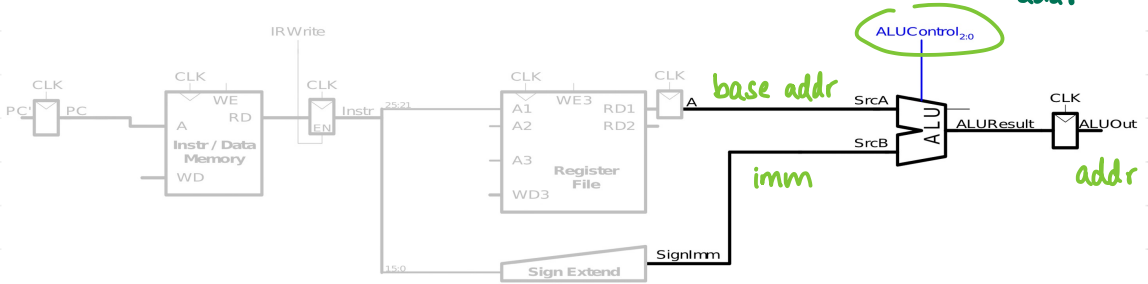 addr
IRWrite
ALUControl2:0
CLK
CLK
CLK
CLK
CLK
CLK
PC'
PC
WE
RD
A
Instr / Data
Memory
WD
EN
Instr
25:21
A1
A2
A3
WD3
WE3
RD1
RD2
Register
File
A
base addr
SrcA
SrcB
ALU
ALUResult
ALUOut
imm
addr
SignImm
15:0
Sign Extend